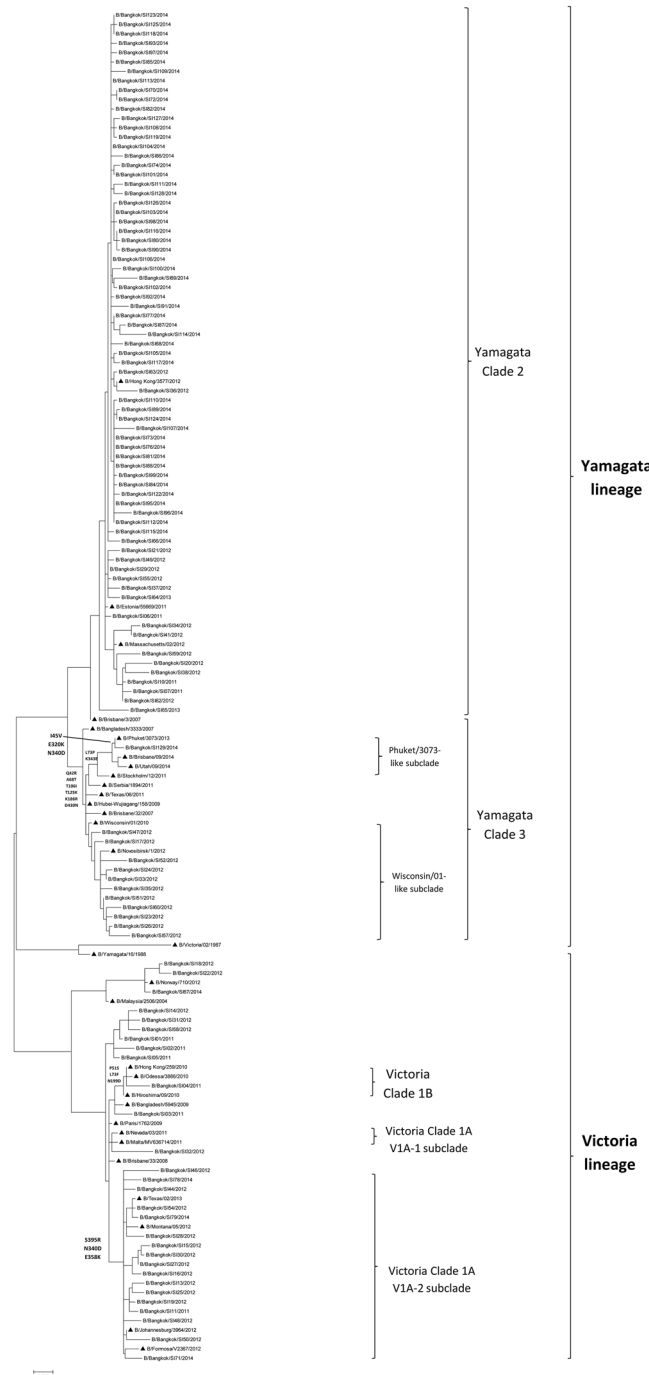 B/Bangkok/SI123/2014
B/Bangkok/SI125/2014
B/Bangkok/SI118/2014
B/Bangkok/SI93/2014
B/Bangkok/SI97/2014
B/Bangkok/SI85/2014
B/Bangkok/SI109/2014
B/Bangkok/SI113/2014
B/Bangkok/SI70/2014
B/Bangkok/SI72/2014
B/Bangkok/SI82/2014
B/Bangkok/SI127/2014
B/Bangkok/SI108/2014
B/Bangkok/SI119/2014
B/Bangkok/SI104/2014
B/Bangkok/SI74/2014
B/Bangkok/SI101/2014
B/Bangkok/SI111/2014
B/Bangkok/SI128/2014
B/Bangkok/SI126/2014
B/Bangkok/SI103/2014
B/Bangkok/SI98/2014
B/Bangkok/SI116/2014
B/Bangkok/SI80/2014
B/Bangkok/SI90/2014
B/Bangkok/SI106/2014
B/Bangkok/SI100/2014
B/Bangkok/SI69/2014
B/Bangkok/SI102/2014
B/Bangkok/SI92/2014
B/Bangkok/SI91/2014
B/Bangkok/SI77/2014
B/Bangkok/SI87/2014
B/Bangkok/SI114/2014
B/Bangkok/SI68/2014
B/Bangkok/SI105/2014
B/Bangkok/SI117/2014
B/Bangkok/SI63/2012
B/Hong Kong/3577/2012
B/Bangkok/SI36/2012
B/Bangkok/SI110/2014
B/Bangkok/SI89/2014
B/Bangkok/SI124/2014
B/Bangkok/SI107/2014
B/Bangkok/SI73/2014
B/Bangkok/SI76/2014
B/Bangkok/SI81/2014
B/Bangkok/SI88/2014
B/Bangkok/SI99/2014
B/Bangkok/SI84/2014
B/Bangkok/SI122/2014
B/Bangkok/SI95/2014
B/Bangkok/SI96/2014
B/Bangkok/SI112/2014
B/Bangkok/SI115/2014
B/Bangkok/SI66/2014
B/Bangkok/SI21/2012
B/Bangkok/SI49/2012
B/Bangkok/SI29/2012
B/Bangkok/SI55/2012
B/Bangkok/SI37/2012
B/Bangkok/SI64/2013
B/Estonia/55669/2011
B/Bangkok/SI06/2011
B/Bangkok/SI34/2012
B/Bangkok/SI41/2012
B/Massachusetts/02/2012
B/Bangkok/SI59/2012
B/Bangkok/SI20/2012
B/Bangkok/SI38/2012
B/Bangkok/SI10/2011
B/Bangkok/SI07/2011
B/Bangkok/SI62/2012
B/Bangkok/SI65/2013
B/Brisbane/3/2007
Yamagata
Clade 2
Yamagata
lineage
B/Bangladesh/3333/2007
B/Phuket/3073/2013
B/Bangkok/SI129/2014
B/Brisbane/09/2014
B/Utah/09/2014
B/Stockholm/12/2011
B/Serbia/1894/2011
B/Texas/06/2011
B/Hubei-Wujiagang/158/2009
B/Brisbane/32/2007
B/Wisconsin/01/2010
B/Bangkok/SI47/2012
B/Bangkok/SI17/2012
B/Novosibirsk/1/2012
B/Bangkok/SI52/2012
B/Bangkok/SI24/2012
B/Bangkok/SI33/2012
B/Bangkok/SI35/2012
B/Bangkok/SI51/2012
B/Bangkok/SI60/2012
B/Bangkok/SI23/2012
B/Bangkok/SI26/2012
B/Bangkok/SI57/2012
I45V
E320K
N340D
L73P
K343E
Q42R
A68T
T106I
T125K
K186R
D430N
Phuket/3073-
like subclade
Wisconsin/01-
like subclade
Yamagata
Clade 3
B/Victoria/02/1987
B/Yamagata/16/1988
B/Bangkok/SI18/2012
B/Bangkok/SI22/2012
B/Norway/710/2012
B/Bangkok/SI67/2014
B/Malaysia/2506/2004
B/Bangkok/SI14/2012
B/Bangkok/SI31/2012
B/Bangkok/SI58/2012
B/Bangkok/SI01/2011
B/Bangkok/SI02/2011
B/Bangkok/SI05/2011
B/Hong Kong/259/2010
B/Odessa/3886/2010
B/Bangkok/SI04/2011
B/Hiroshima/09/2010
B/Bangladesh/5945/2009
B/Bangkok/SI03/2011
P51S
L73F
N199D
Victoria
Clade 1B
B/Paris/1762/2009
B/Nevada/03/2011
B/Malta/MV636714/2011
B/Bangkok/SI32/2012
B/Brisbane/33/2008
Victoria Clade 1A
V1A-1 subclade
Victoria
lineage
B/Bangkok/SI46/2012
B/Bangkok/SI78/2014
B/Bangkok/SI44/2012
B/Texas/02/2013
B/Bangkok/SI54/2012
B/Bangkok/SI79/2014
B/Montana/05/2012
B/Bangkok/SI28/2012
B/Bangkok/SI15/2012
B/Bangkok/SI30/2012
B/Bangkok/SI27/2012
B/Bangkok/SI16/2012
B/Bangkok/SI13/2012
B/Bangkok/SI25/2012
B/Bangkok/SI19/2012
B/Bangkok/SI11/2011
B/Johannesburg/3964/2012
B/Bangkok/SI50/2012
B/Formosa/V2367/2012
B/Bangkok/SI71/2014
S395R
N340D
E358K
Victoria Clade 1A
V1A-2 subclade